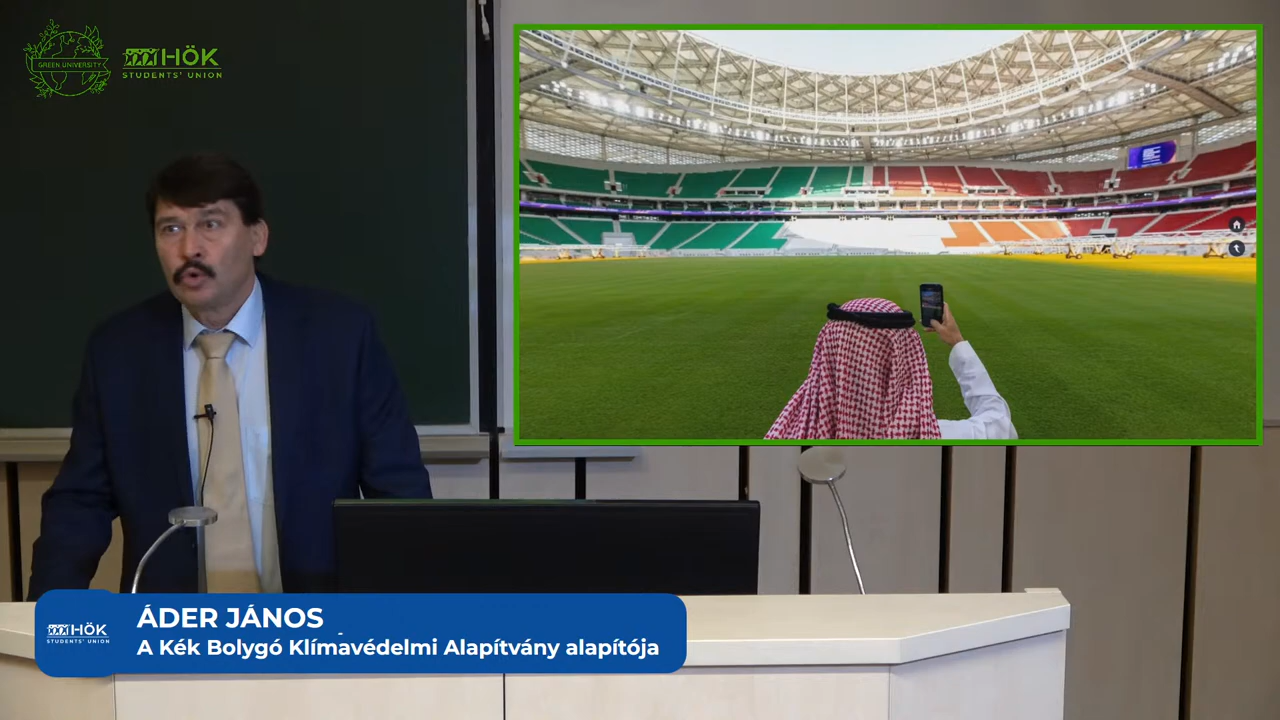 GREEN UNIVERSITY
HÖK
STUDENTS' UNION
HÖK
STUDENTS' UNION
ÁDER JÁNOS
A Kék Bolygó Klímavédelmi Alapítvány alapítója